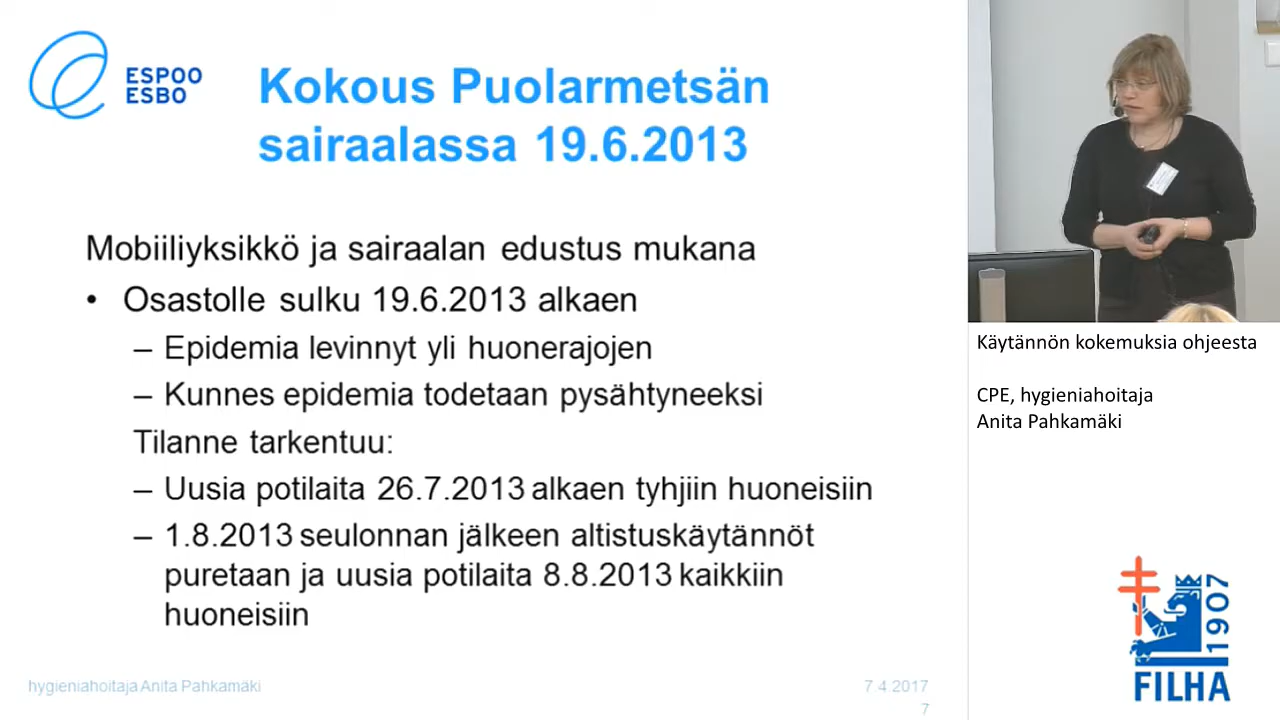 ESPOO
ESBO
Kokous Puolarmetsän
sairaalassa 19.6.2013
Mobiiliyksikkö ja sairaalan edustus mukana
• Osastolle sulku 19.6.2013 alkaen
– Epidemia levinnyt yli huonerajojen
– Kunnes epidemia todetaan pysähtyneeksi
Tilanne tarkentuu:
– Uusia potilaita 26.7.2013 alkaen tyhjiin huoneisiin
– 1.8.2013 seulonnan jälkeen altistuskäytännöt
puretaan ja uusia potilaita 8.8.2013 kaikkiin
huoneisiin
hygieniahoitaja Anita Pahkamäki
7.4.2017
7
Käytännön kokemuksia ohjeesta
CPE, hygieniahoitaja
Anita Pahkamäki
1907
FILHA